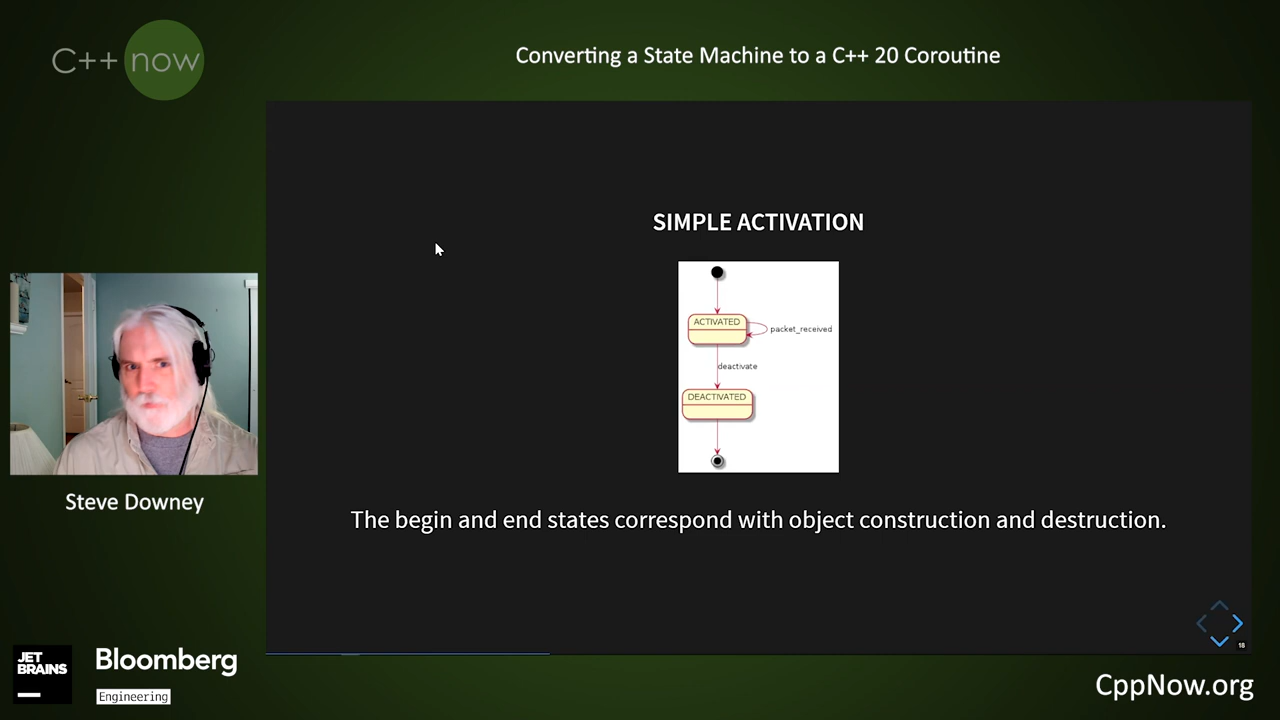 C++ now
Converting a State Machine to a C++ 20 Coroutine
SIMPLE ACTIVATION
ACTIVATED
packet_received
deactivate
DEACTIVATED
The begin and end states correspond with object construction and destruction.
Steve Downey
18
JET
BRAINS
Bloomberg
Engineering
CppNow.org